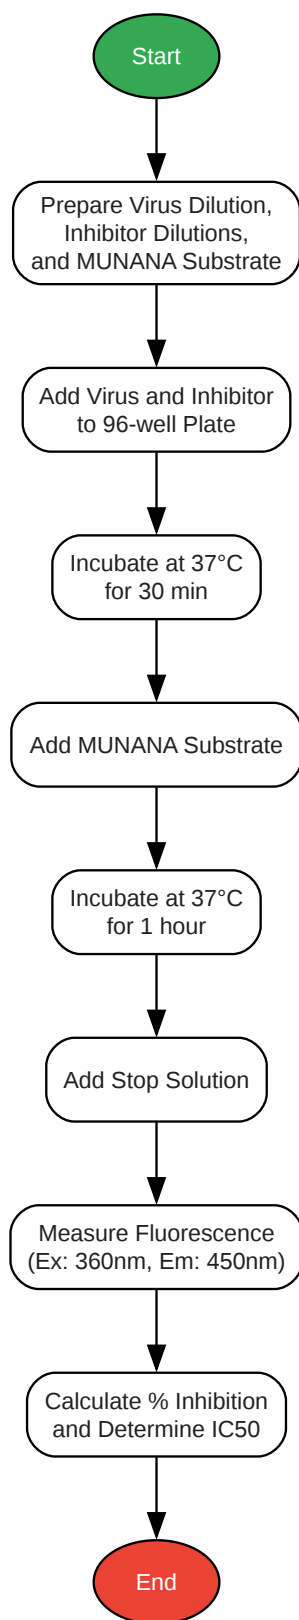 Start
Prepare Virus Dilution,
Inhibitor Dilutions,
and MUNANA Substrate
Add Virus and Inhibitor
to 96-well Plate
Incubate at 37°C
for 30 min
Add MUNANA Substrate
Incubate at 37°C
for 1 hour
Add Stop Solution
Measure Fluorescence
(Ex: 360nm, Em: 450nm)
Calculate % Inhibition
and Determine IC50
End